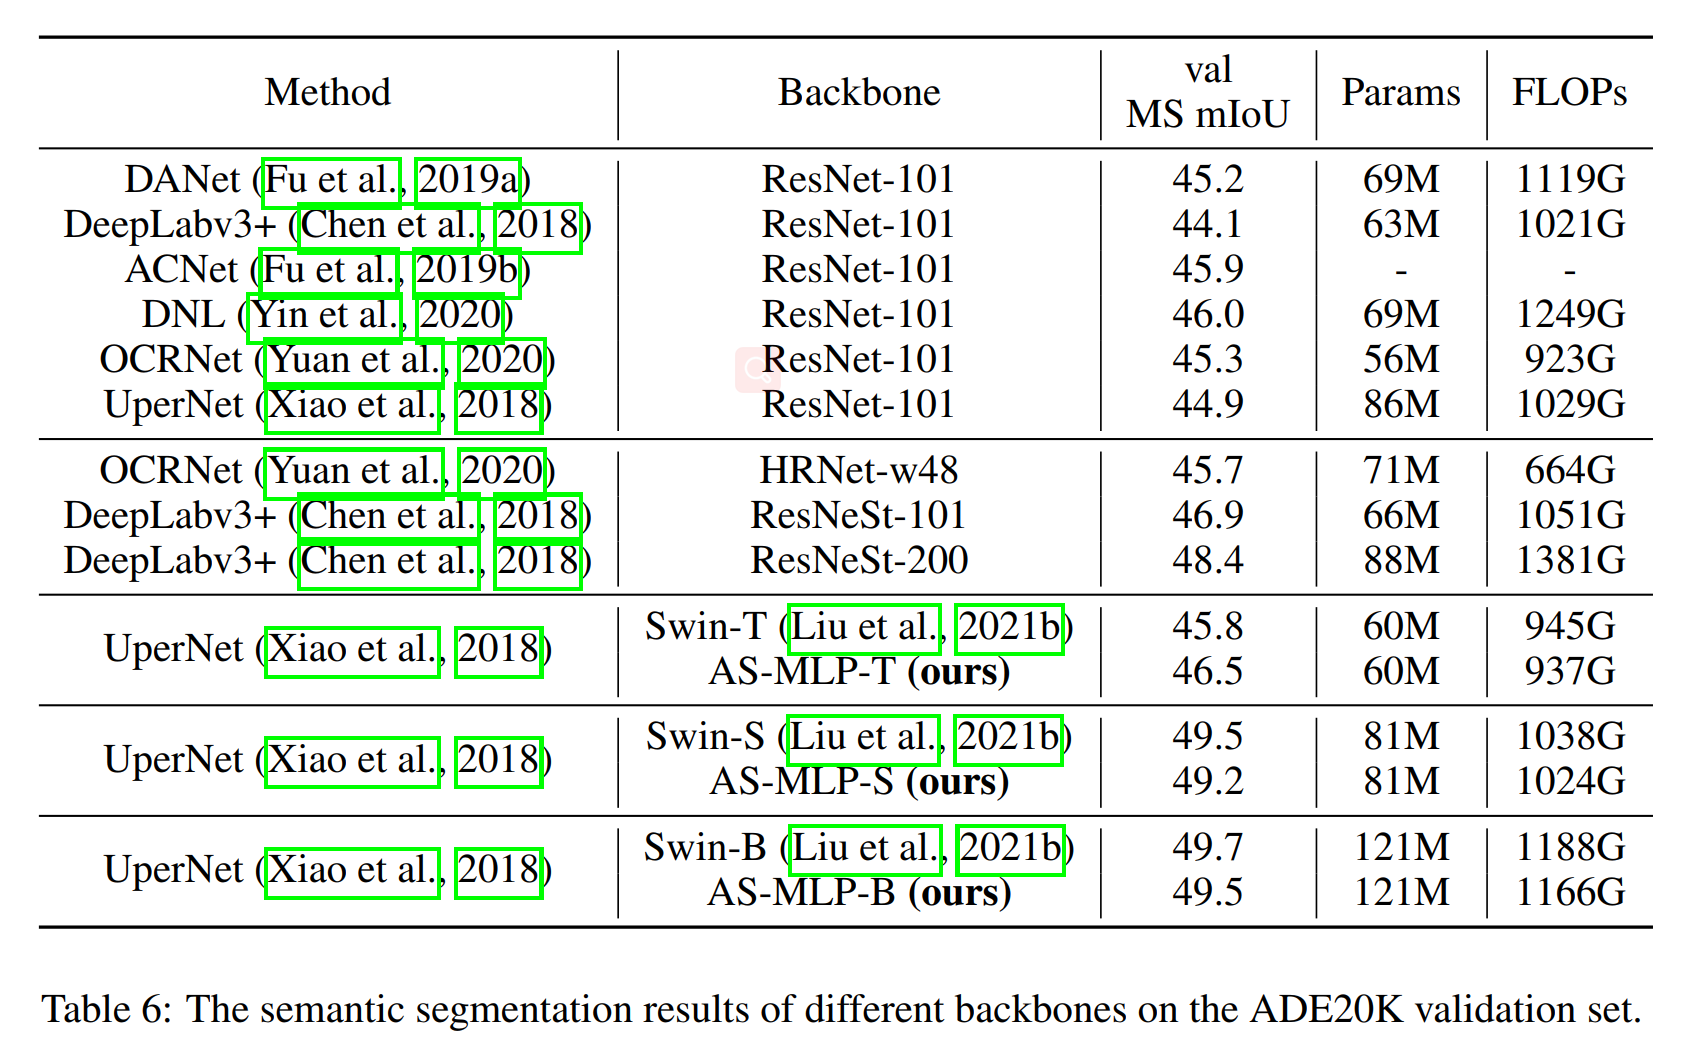 Method Backbone val MS mIoU Params FLOPs
DANet (Fu et al., 2019a) ResNet-101 45.2 69M 1119G
DeepLabv3+ (Chen et al., 2018) ResNet-101 44.1 63M 1021G
ACNet (Fu et al., 2019b) ResNet-101 45.9 - -
DNL (Yin et al., 2020) ResNet-101 46.0 69M 1249G
OCRNet (Yuan et al., 2020) ResNet-101 45.3 56M 923G
UperNet (Xiao et al., 2018) ResNet-101 44.9 86M 1029G
OCRNet (Yuan et al., 2020) HRNet-w48 45.7 71M 664G
DeepLabv3+ (Chen et al., 2018) ResNeSt-101 46.9 66M 1051G
DeepLabv3+ (Chen et al., 2018) ResNeSt-200 48.4 88M 1381G
UperNet (Xiao et al., 2018) Swin-T (Liu et al., 2021b) 45.8 60M 945G
AS-MLP-T (ours) 46.5 60M 937G
UperNet (Xiao et al., 2018) Swin-S (Liu et al., 2021b) 49.5 81M 1038G
AS-MLP-S (ours) 49.2 81M 1024G
UperNet (Xiao et al., 2018) Swin-B (Liu et al., 2021b) 49.7 121M 1188G
AS-MLP-B (ours) 49.5 121M 1166G
Table 6: The semantic segmentation results of different backbones on the ADE20K validation set.